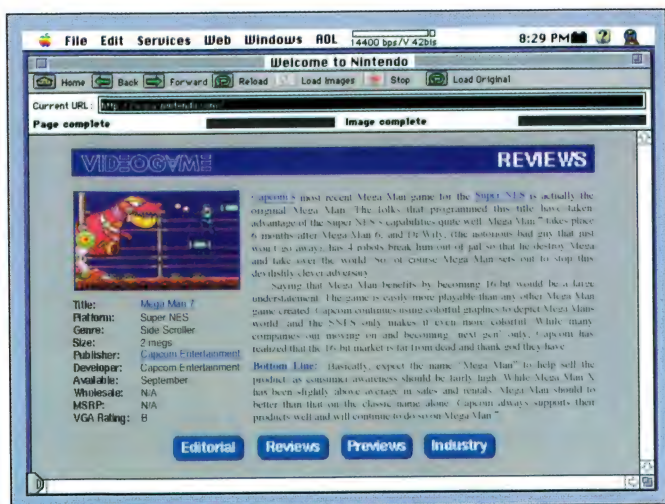 File Edit Services Web Windows AOL 14400 bps/V 42bis 8:29 PM
Welcome to Nintendo
Home Back Forward Reload Load Images Stop Load Original
Current URL: http://www.nintendo.com/
Page complete Image complete
VIDEOGAME REVIEWS
Capcom's most recent Mega Man game for the Super NES is actually the
original Mega Man. The folks that programmed this title have taken
advantage of the Super NES's capabilities quite well. Mega Man 7 takes place
6 months after Mega Man 6, and Dr Wily, (the notorious bad guy that just
won't go away), has 4 robots break him out of jail so that he destroy Mega
and take over the world. So, of course Mega Man sets out to stop this
devilishly clever adversary.
Saying that Mega Man benefits by becoming 16-bit would be a large
understatement. The game is easily more playable than any other Mega Man
game created. Capcom continues using colorful graphics to depict Mega Mans
world, and the SNES only makes it even more colorful. While many
companies our moving on and becoming "next gen" only, Capcom has
realized that the 16-bit market is far from dead and thank god they have.
Bottom Line: Basically, expect the name "Mega Man" to help sell the
product, as consumer awareness should be fairly high. While Mega Man X
has been slightly above average in sales and rentals, Mega Man should to
better than that on the classic name alone. Capcom always supports their
products well and will continue to do so on Mega Man 7.
Title: Mega Man 7
Platform: Super NES
Genre: Side Scroller
Size: 2 megs
Publisher: Capcom Entertainment
Developer: Capcom Entertainment
Available: September
Wholesale: N/A
MSRP: N/A
VGA Rating: B
Editorial Reviews Previews Industry